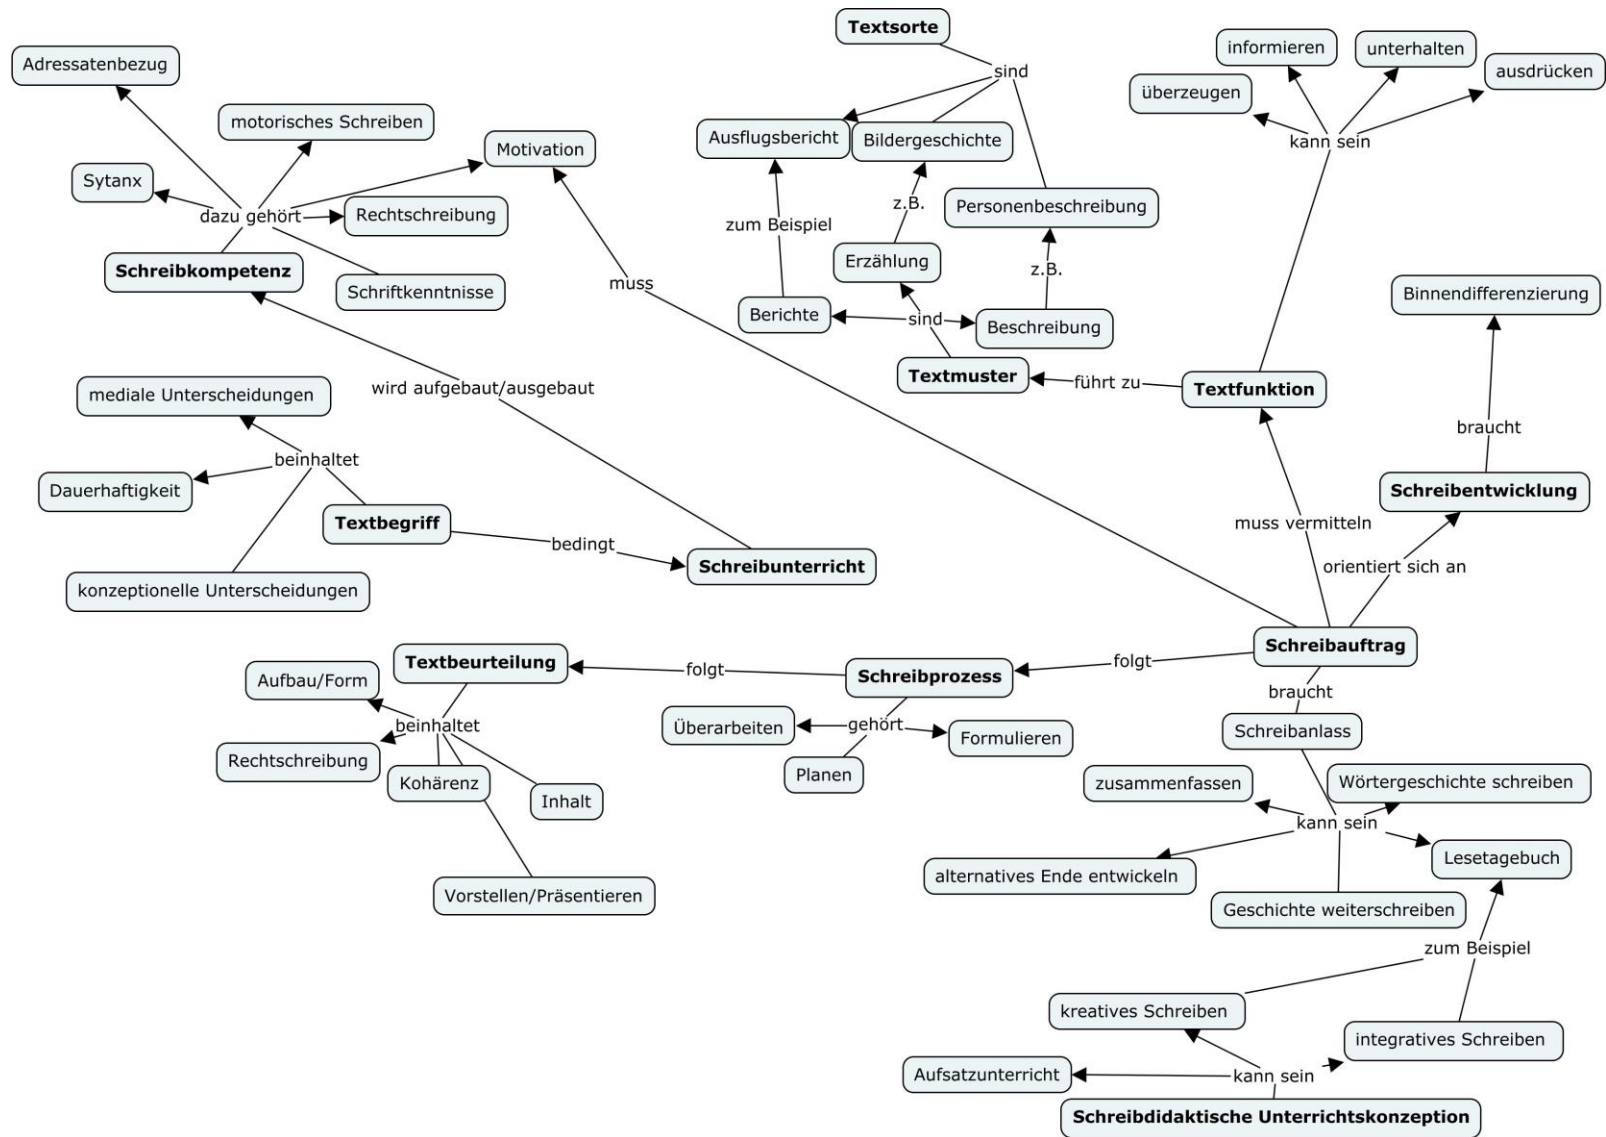 Textsorte
informieren
unterhalten
Adressatenbezug
sind
ausdrücken
überzeugen
motorisches Schreiben
Ausflugsbericht
Bildergeschichte
kann sein
Motivation
Sytanx
z.B.
Personenbeschreibung
dazu gehört
Rechtschreibung
zum Beispiel
Erzählung
Schreibkompetenz
z.B.
muss
Schriftkenntnisse
Binnendifferenzierung
Berichte
sind
Beschreibung
Textmuster
führt zu
Textfunktion
wird aufgebaut/ausgebaut
mediale Unterscheidungen
braucht
beinhaltet
Dauerhaftigkeit
Schreibentwicklung
Textbegriff
muss vermitteln
bedingt
Schreibunterricht
orientiert sich an
konzeptionelle Unterscheidungen
Schreibauftrag
Textbeurteilung
folgt
Schreibprozess
folgt
Aufbau/Form
braucht
beinhaltet
Überarbeiten
gehört
Formulieren
Schreibanlass
Rechtschreibung
Kohärenz
Planen
zusammenfassen
Wörtergeschichte schreiben
Inhalt
kann sein
Lesetagebuch
alternatives Ende entwickeln
Vorstellen/Präsentieren
Geschichte weiterschreiben
zum Beispiel
kreatives Schreiben
integratives Schreiben
Aufsatzunterricht
kann sein
Schreibdidaktische Unterrichtskonzeption